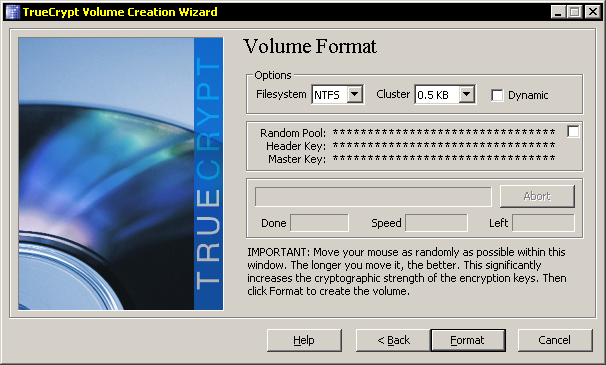 TrueCrypt Volume Creation Wizard
TRUECRYPT
Volume Format
Options
Filesystem NTFS Cluster 0.5 KB Dynamic
Random Pool: ********************************
Header Key: ********************************
Master Key: ********************************
Abort
Done Speed Left
IMPORTANT: Move your mouse as randomly as possible within this
window. The longer you move it, the better. This significantly
increases the cryptographic strength of the encryption keys. Then
click Format to create the volume.
Help < Back Format Cancel